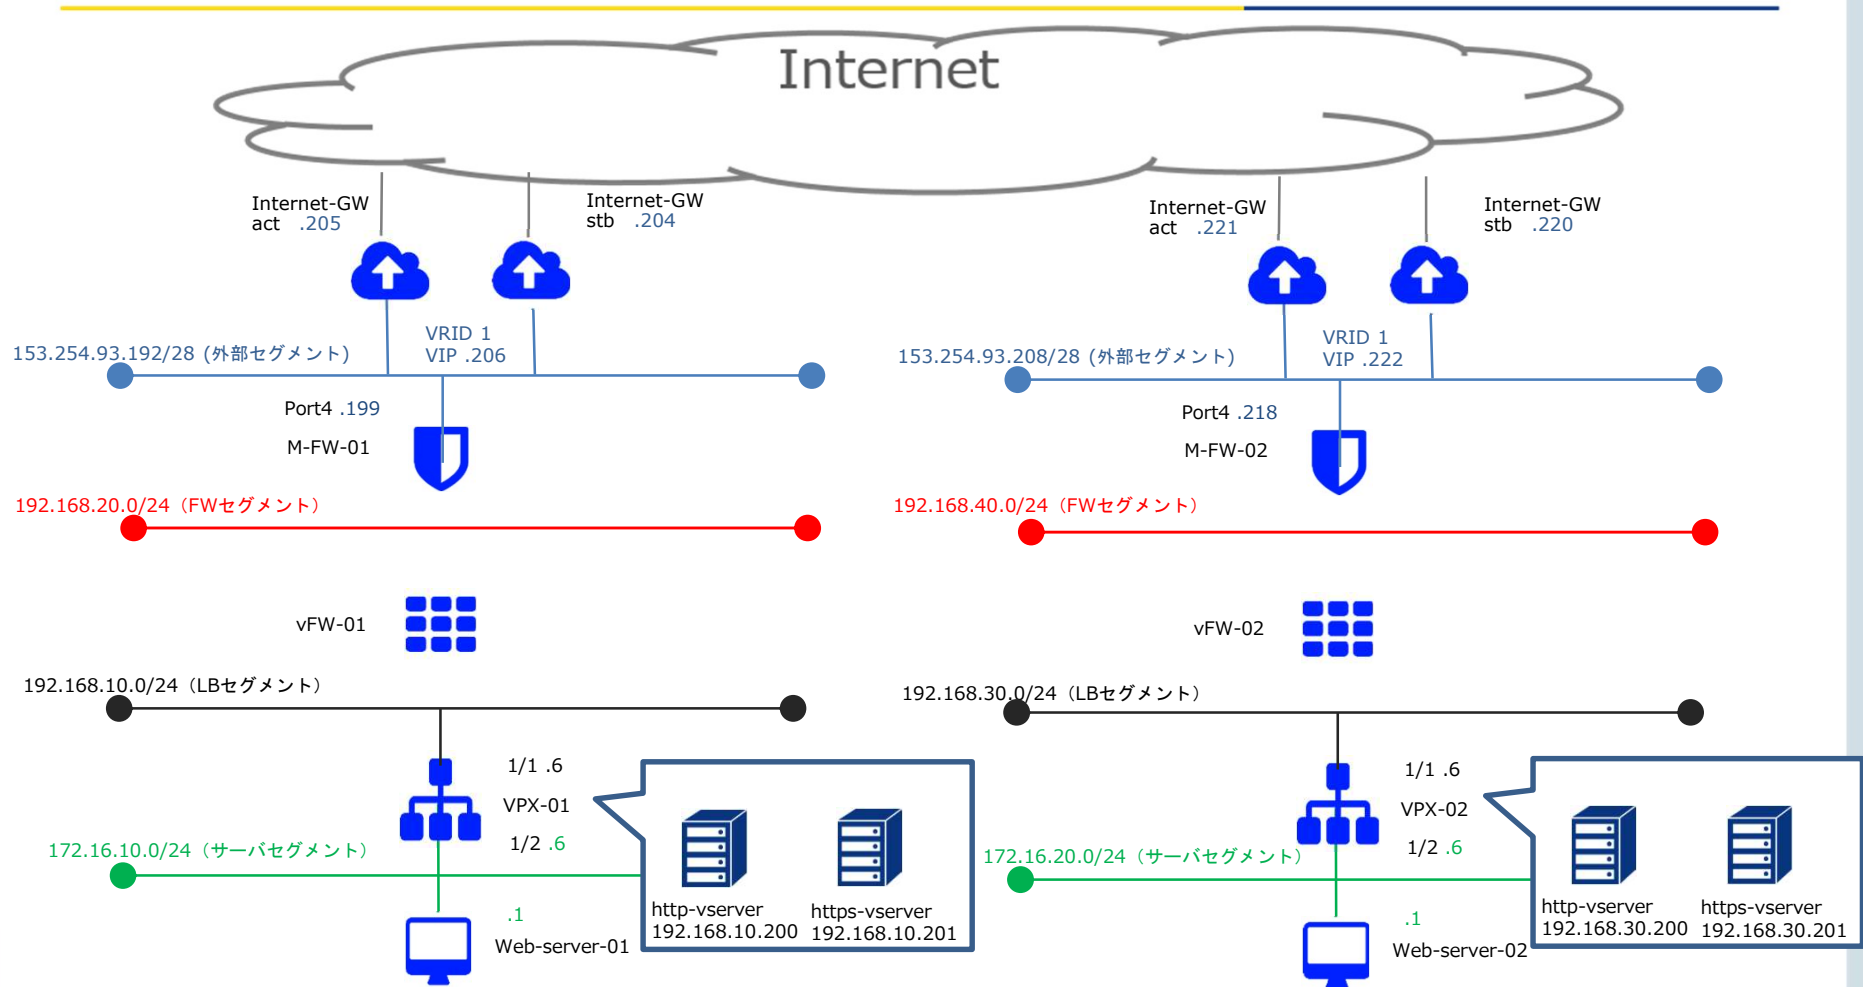 Internet
Internet-GW
act .205
Internet-GW
stb .204
Internet-GW
act .221
Internet-GW
stb .220
VRID 1
VIP .206
153.254.93.192/28 (外部セグメント)
VRID 1
VIP .222
153.254.93.208/28 (外部セグメント)
Port4 .199
M-FW-01
Port4 .218
M-FW-02
192.168.20.0/24（FWセグメント）
192.168.40.0/24（FWセグメント）
vFW-01
vFW-02
192.168.10.0/24（LBセグメント）
192.168.30.0/24（LBセグメント）
1/1 .6
VPX-01
1/2 .6
1/1 .6
VPX-02
1/2 .6
172.16.10.0/24（サーバセグメント）
172.16.20.0/24（サーバセグメント）
.1
Web-server-01
http-vserver
192.168.10.200
https-vserver
192.168.10.201
.1
Web-server-02
http-vserver
192.168.30.200
https-vserver
192.168.30.201